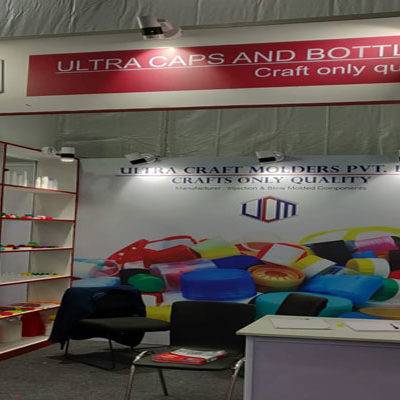 ULTRA CAPS AND BOTTL
Craft only qu
ULTRA CRAFT MOLDERS PVT.
CRAFTS ONLY QUALITY
Manufacturer : Injection & Blow Molded Components
UCM